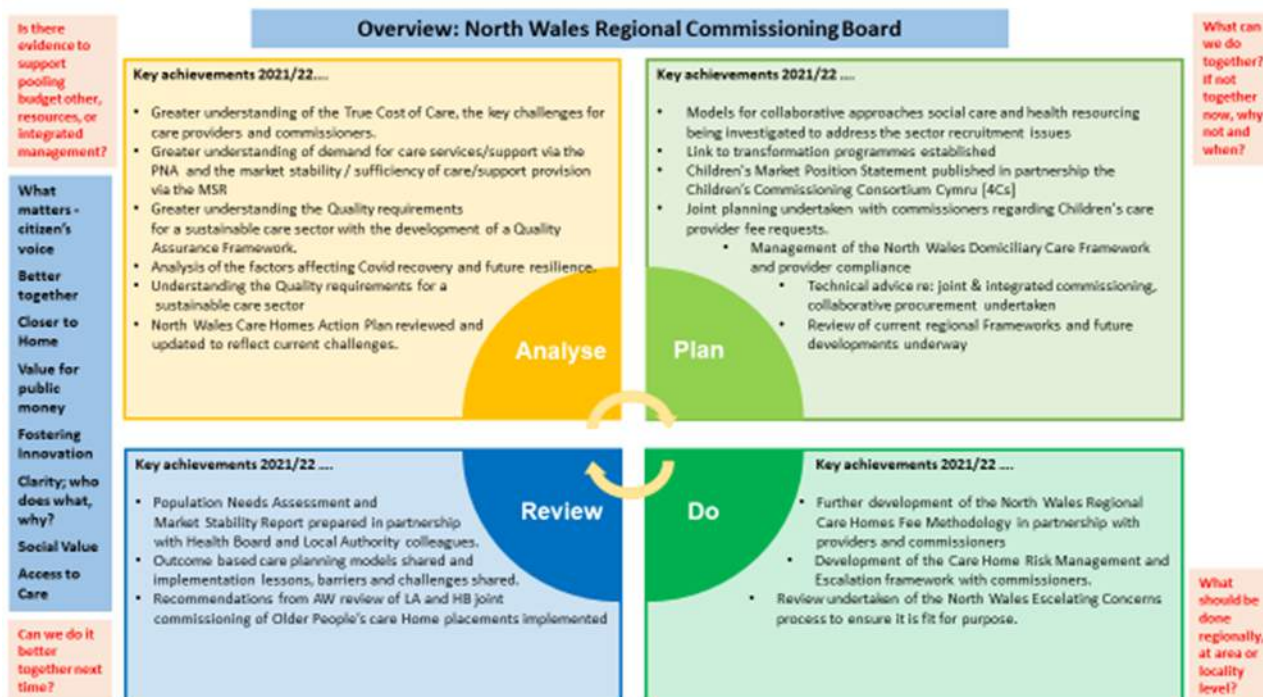 Overview: North Wales Regional Commissioning Board
Is there
evidence to
support
pooling
budget other,
resources, or
integrated
management?
What
matters -
citizen's
voice
Better
together
Closer to
Home
Value for
public
money
Fostering
Innovation
Clarity; who
does what,
why?
Social Value
Access to
Care
Can we do it
better
together next
time?
Key achievements 2021/22....
• Greater understanding of the True Cost of Care, the key challenges for
care providers and commissioners.
• Greater understanding of demand for care services/support via the
PNA and the market stability / sufficiency of care/support provision
via the MSR
• Greater understanding the Quality requirements
for a sustainable care sector with the development of a Quality
Assurance Framework.
• Analysis of the factors affecting Covid recovery and future resilience.
• Understanding the Quality requirements for a
sustainable care sector
• North Wales Care Homes Action Plan reviewed and
updated to reflect current challenges.
Analyse
Key achievements 2021/22 ....
• Models for collaborative approaches social care and health resourcing
being investigated to address the sector recruitment issues
• Link to transformation programmes established
• Children's Market Position Statement published in partnership the
Children's Commissioning Consortium Cymru [4Cs]
• Joint planning undertaken with commissioners regarding Children's care
provider fee requests.
• Management of the North Wales Domiciliary Care Framework
and provider compliance
• Technical advice re: joint & integrated commissioning,
collaborative procurement undertaken
• Review of current regional Frameworks and future
developments underway
Plan
Key achievements 2021/22 ....
• Population Needs Assessment and
Market Stability Report prepared in partnership
with Health Board and Local Authority colleagues.
• Outcome based care planning models shared and
implementation lessons, barriers and challenges shared.
• Recommendations from AW review of LA and HB joint
commissioning of Older People's care Home placements implemented
Review
Key achievements 2021/22 ....
• Further development of the North Wales Regional
Care Homes Fee Methodology in partnership with
providers and commissioners
• Development of the Care Home Risk Management and
Escalation framework with commissioners.
• Review undertaken of the North Wales Escelating Concerns
process to ensure it is fit for purpose.
Do
What can
we do
together?
if not
together
now, why
not and
when?
What
should be
done
regionally,
at area or
locality
level?